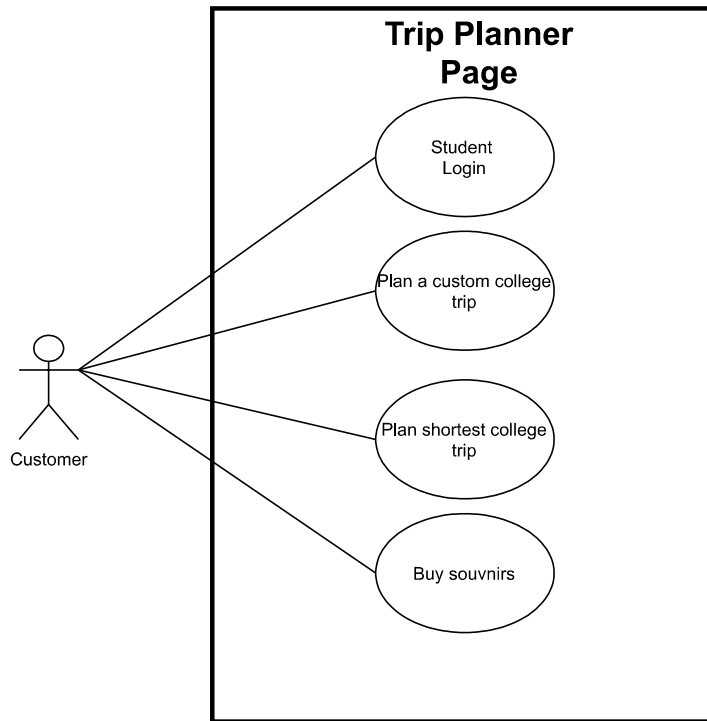 Trip Planner
Page
Student
Login
Plan a custom college
trip
Customer
Plan shortest college
trip
Buy souvnirs